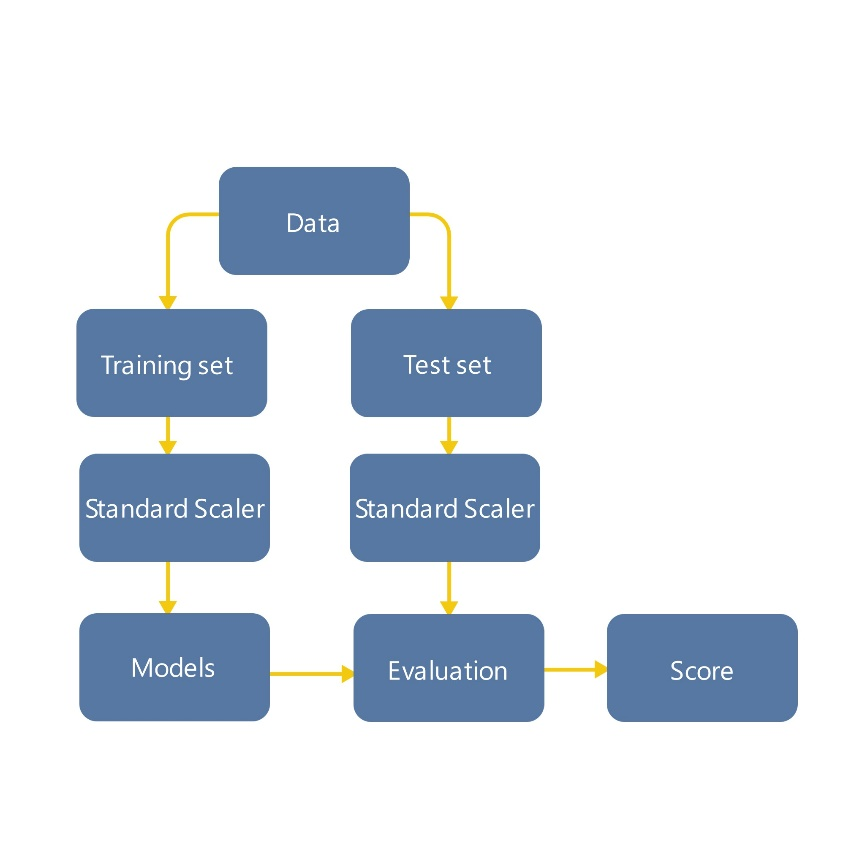 Data
Training set
Test set
Standard Scaler
Standard Scaler
Models
Evaluation
Score